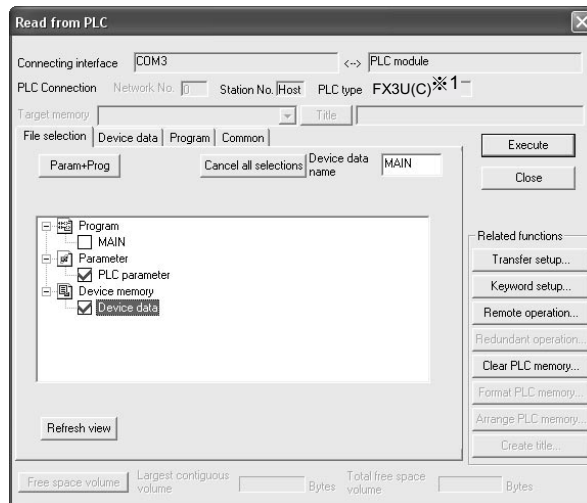 Read from PLC
Connecting interface COM3 <--> PLC module
PLC Connection Network No. 0 Station No. Host PLC type FX3U(C)※1
Target memory Title
File selection Device data Program Common
Execute
Param+Prog Cancel all selections Device data name MAIN
Close
Program
MAIN
Parameter
PLC parameter
Device memory
Device data
Related functions
Transfer setup...
Keyword setup...
Remote operation...
Redundant operation...
Clear PLC memory...
Format PLC memory...
Arrange PLC memory...
Create title...
Refresh view
Free space volume Largest contiguous volume Bytes Total free space volume Bytes